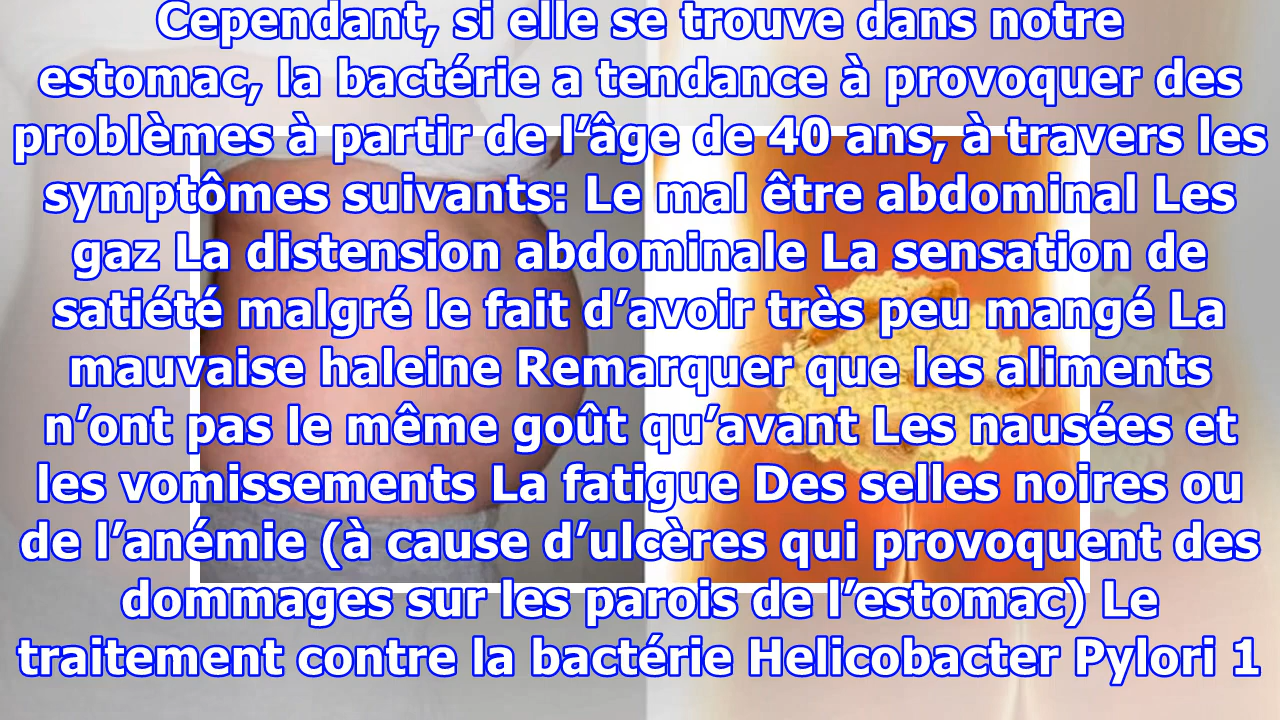 Cependant, si elle se trouve dans notre
estomac, la bactérie a tendance à provoquer des
problèmes à partir de l’âge de 40 ans, à travers les
symptômes suivants: Le mal être abdominal Les
gaz La distension abdominale La sensation de
satiété malgré le fait d’avoir très peu mangé La
mauvaise haleine Remarquer que les aliments
n’ont pas le même goût qu’avant Les nausées et
les vomissements La fatigue Des selles noires ou
de l’anémie (à cause d’ulcères qui provoquent des
dommages sur les parois de l’estomac) Le
traitement contre la bactérie Helicobacter Pylori 1